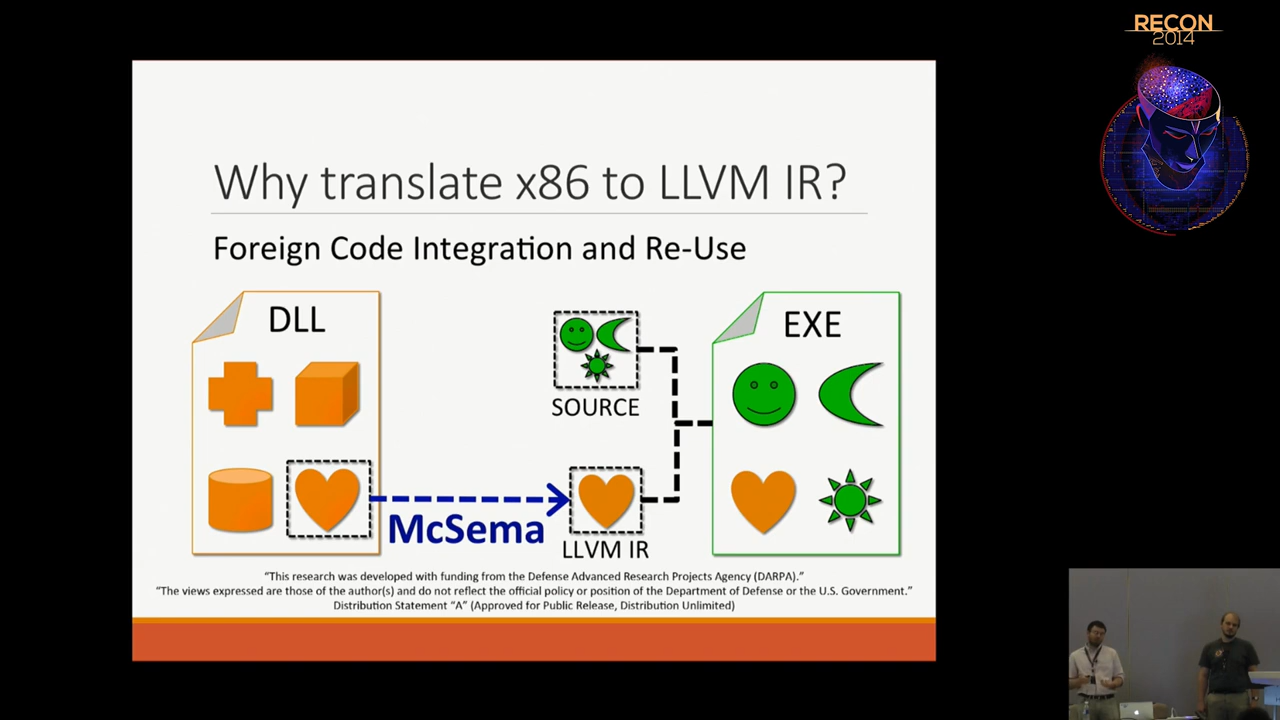 RECON
2014
Why translate x86 to LLVM IR?
Foreign Code Integration and Re-Use
DLL
EXE
SOURCE
McSema
LLVM IR
“This research was developed with funding from the Defense Advanced Research Projects Agency (DARPA).”
“The views expressed are those of the author(s) and do not reflect the official policy or position of the Department of Defense or the U.S. Government.”
Distribution Statement “A” (Approved for Public Release, Distribution Unlimited)